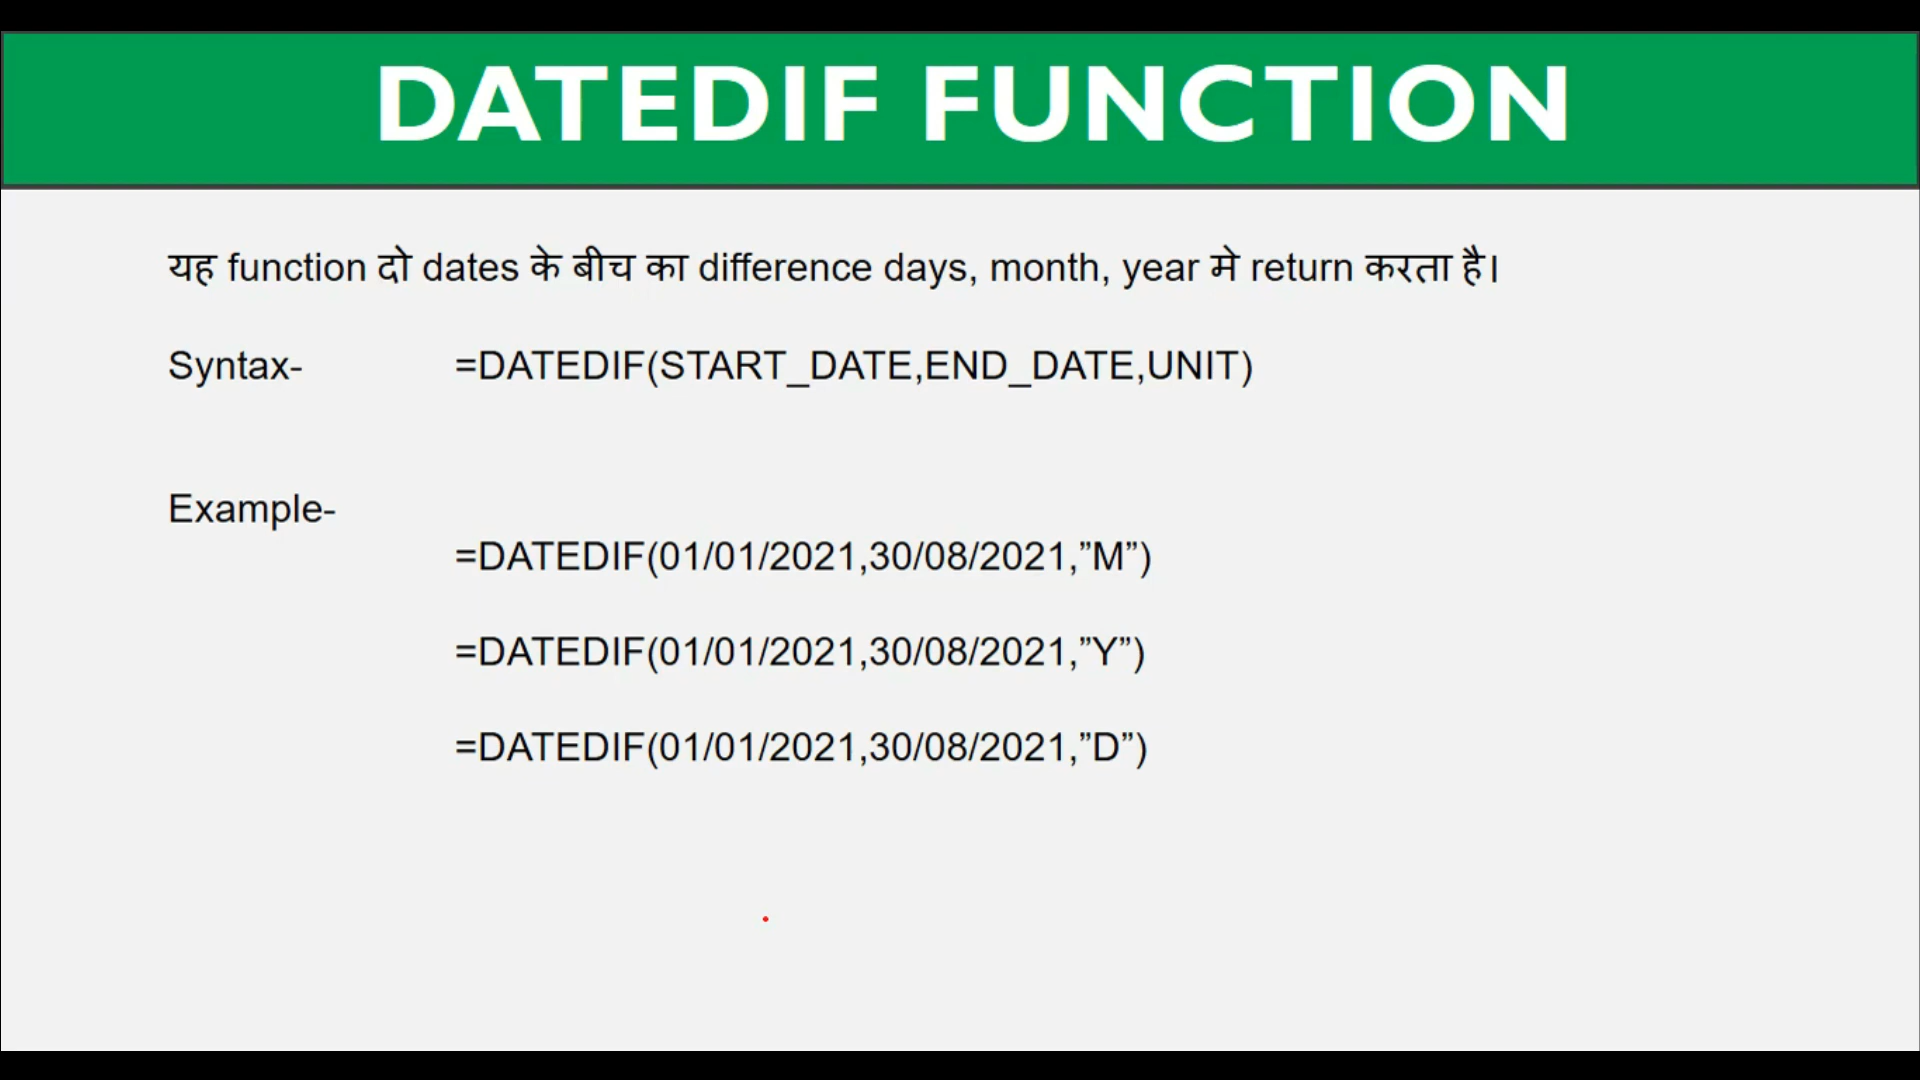 DATEDIF FUNCTION
यह function दो dates के बीच का difference days, month, year मे return करता है।
Syntax- =DATEDIF(START_DATE,END_DATE,UNIT)
Example-
=DATEDIF(01/01/2021,30/08/2021,”M”)
=DATEDIF(01/01/2021,30/08/2021,”Y”)
=DATEDIF(01/01/2021,30/08/2021,”D”)